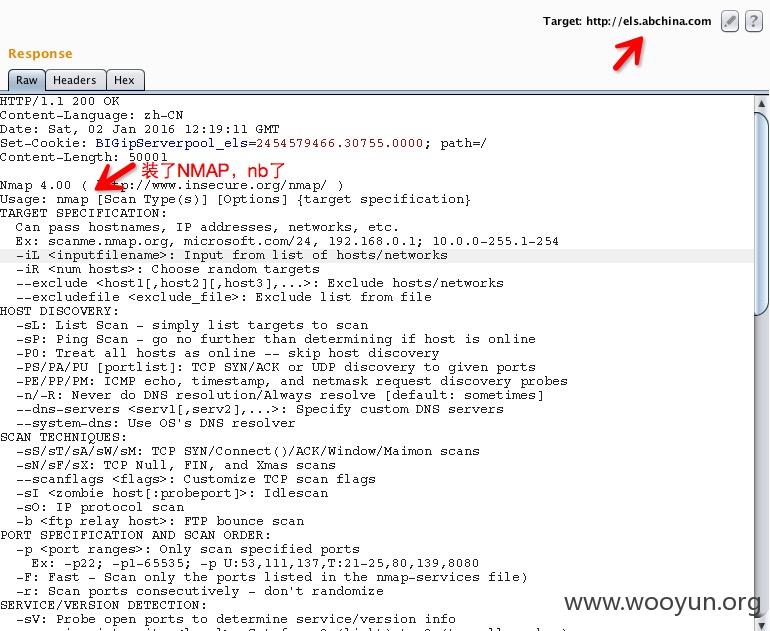 Target: http://els.abchina.com
?
Response
Raw Headers Hex
HTTP/1.1 200 OK
Content-Language: zh-CN
Date: Sat, 02 Jan 2016 12:19:11 GMT
Set-Cookie: BIGipServerpool_els=2454579466.30755.0000; path=/
Content-Length: 50001
装了NMAP，nb了
Nmap 4.00 ( http://www.insecure.org/nmap/ )
Usage: nmap [Scan Type(s)] [Options] {target specification}
TARGET SPECIFICATION:
Can pass hostnames, IP addresses, networks, etc.
Ex: scanme.nmap.org, microsoft.com/24, 192.168.0.1; 10.0.0-255.1-254
-iL <inputfilename>: Input from list of hosts/networks
-iR <num hosts>: Choose random targets
--exclude <host1[,host2][,host3],...>: Exclude hosts/networks
--excludefile <exclude_file>: Exclude list from file
HOST DISCOVERY:
-sL: List Scan - simply list targets to scan
-sP: Ping Scan - go no further than determining if host is online
-P0: Treat all hosts as online -- skip host discovery
-PS/PA/PU [portlist]: TCP SYN/ACK or UDP discovery to given ports
-PE/PP/PM: ICMP echo, timestamp, and netmask request discovery probes
-n/-R: Never do DNS resolution/Always resolve [default: sometimes]
--dns-servers <serv1[,serv2],...>: Specify custom DNS servers
--system-dns: Use OS's DNS resolver
SCAN TECHNIQUES:
-sS/sT/sA/sW/sM: TCP SYN/Connect()/ACK/Window/Maimon scans
-sN/sF/sX: TCP Null, FIN, and Xmas scans
--scanflags <flags>: Customize TCP scan flags
-sI <zombie host[:probeport]>: Idlescan
-sO: IP protocol scan
-b <ftp relay host>: FTP bounce scan
PORT SPECIFICATION AND SCAN ORDER:
-p <port ranges>: Only scan specified ports
Ex: -p22; -p1-65535; -p U:53,111,137,T:21-25,80,139,8080
-F: Fast - Scan only the ports listed in the nmap-services file)
-r: Scan ports consecutively - don't randomize
SERVICE/VERSION DETECTION:
-sV: Probe open ports to determine service/version info
www.wooyun.org